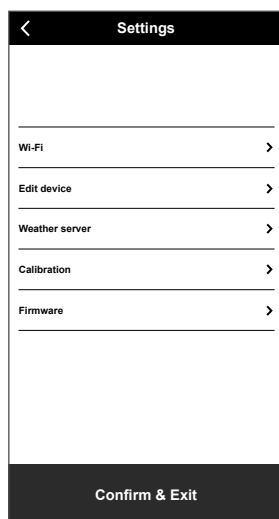 Settings
Wi-Fi
Edit device
Weather server
Calibration
Firmware
Confirm & Exit